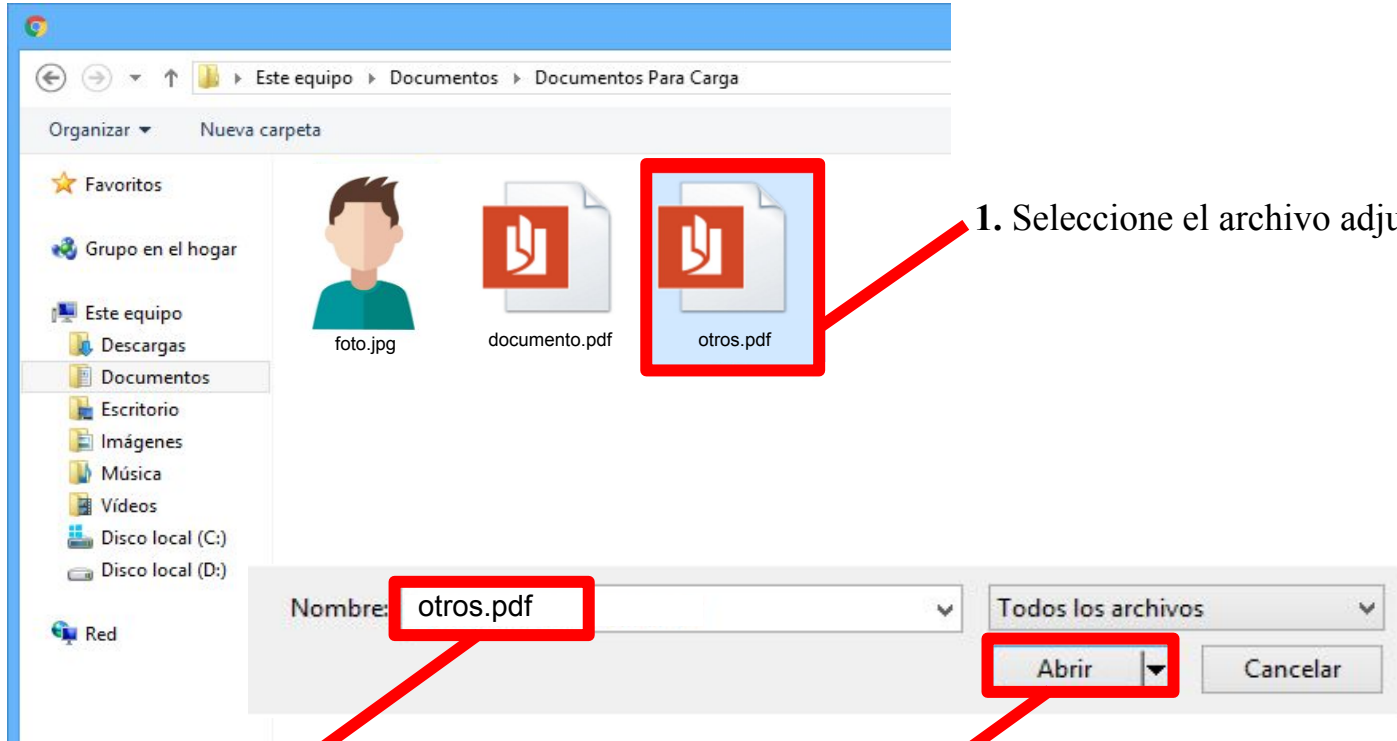 Este equipo Documentos Documentos Para Carga
Organizar Nueva carpeta
Favoritos
Grupo en el hogar
Este equipo
Descargas
Documentos
Escritorio
Imágenes
Música
Vídeos
Disco local (C:)
Disco local (D:)
Red
foto.jpg documento.pdf otros.pdf
1. Seleccione el archivo
Nombre: otros.pdf Todos los archivos
Abrir Cancelar